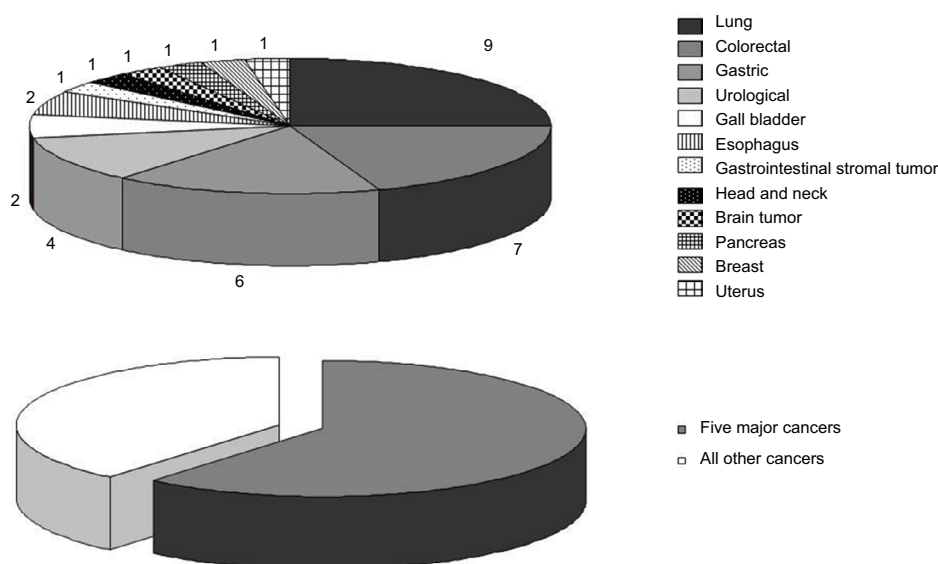 1 1 1 1 1 1
9
2
2
4
6
7
Lung
Colorectal
Gastric
Urological
Gall bladder
Esophagus
Gastrointestinal stromal tumor
Head and neck
Brain tumor
Pancreas
Breast
Uterus
Five major cancers
All other cancers